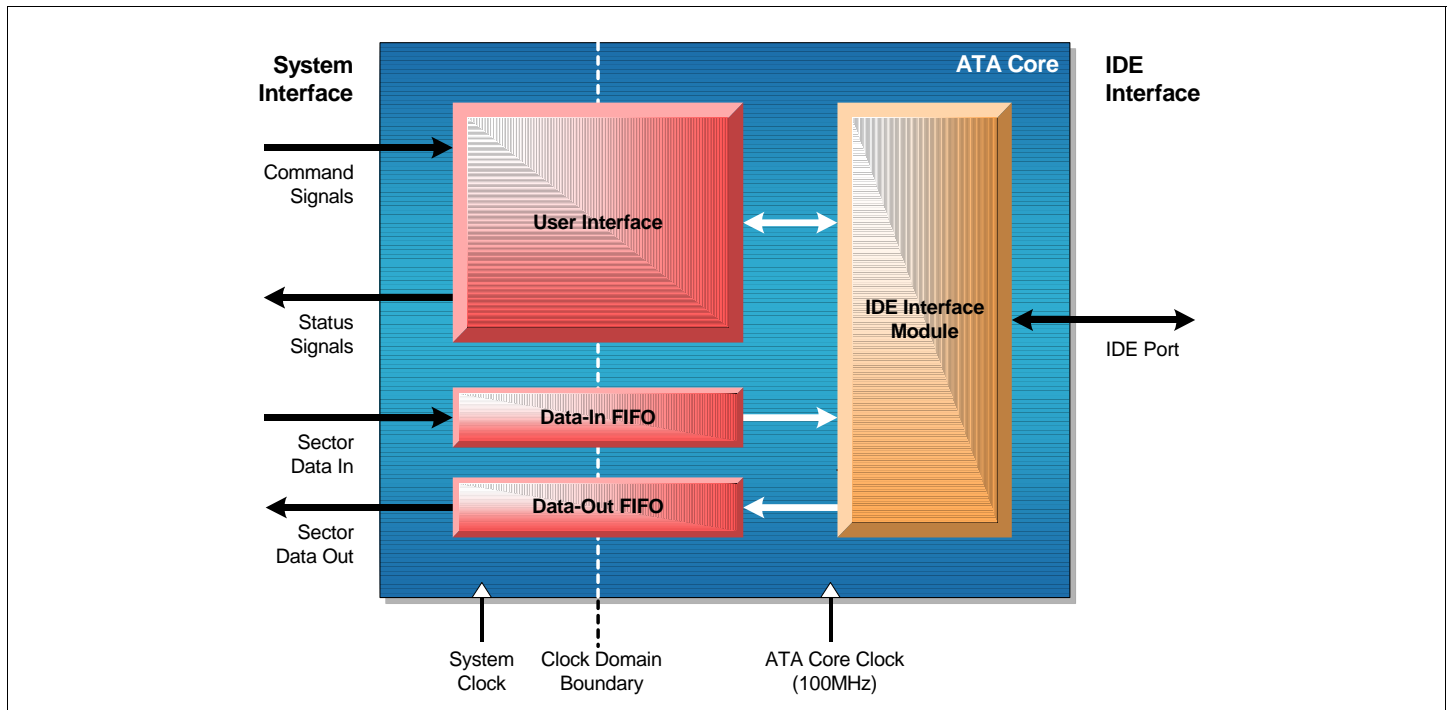 System
Interface
ATA Core
IDE
Interface
Command
Signals
User Interface
Status
Signals
IDE Interface
Module
IDE Port
Data-In FIFO
Sector
Data In
Data-Out FIFO
Sector
Data Out
System
Clock
Clock Domain
Boundary
ATA Core Clock
(100MHz)